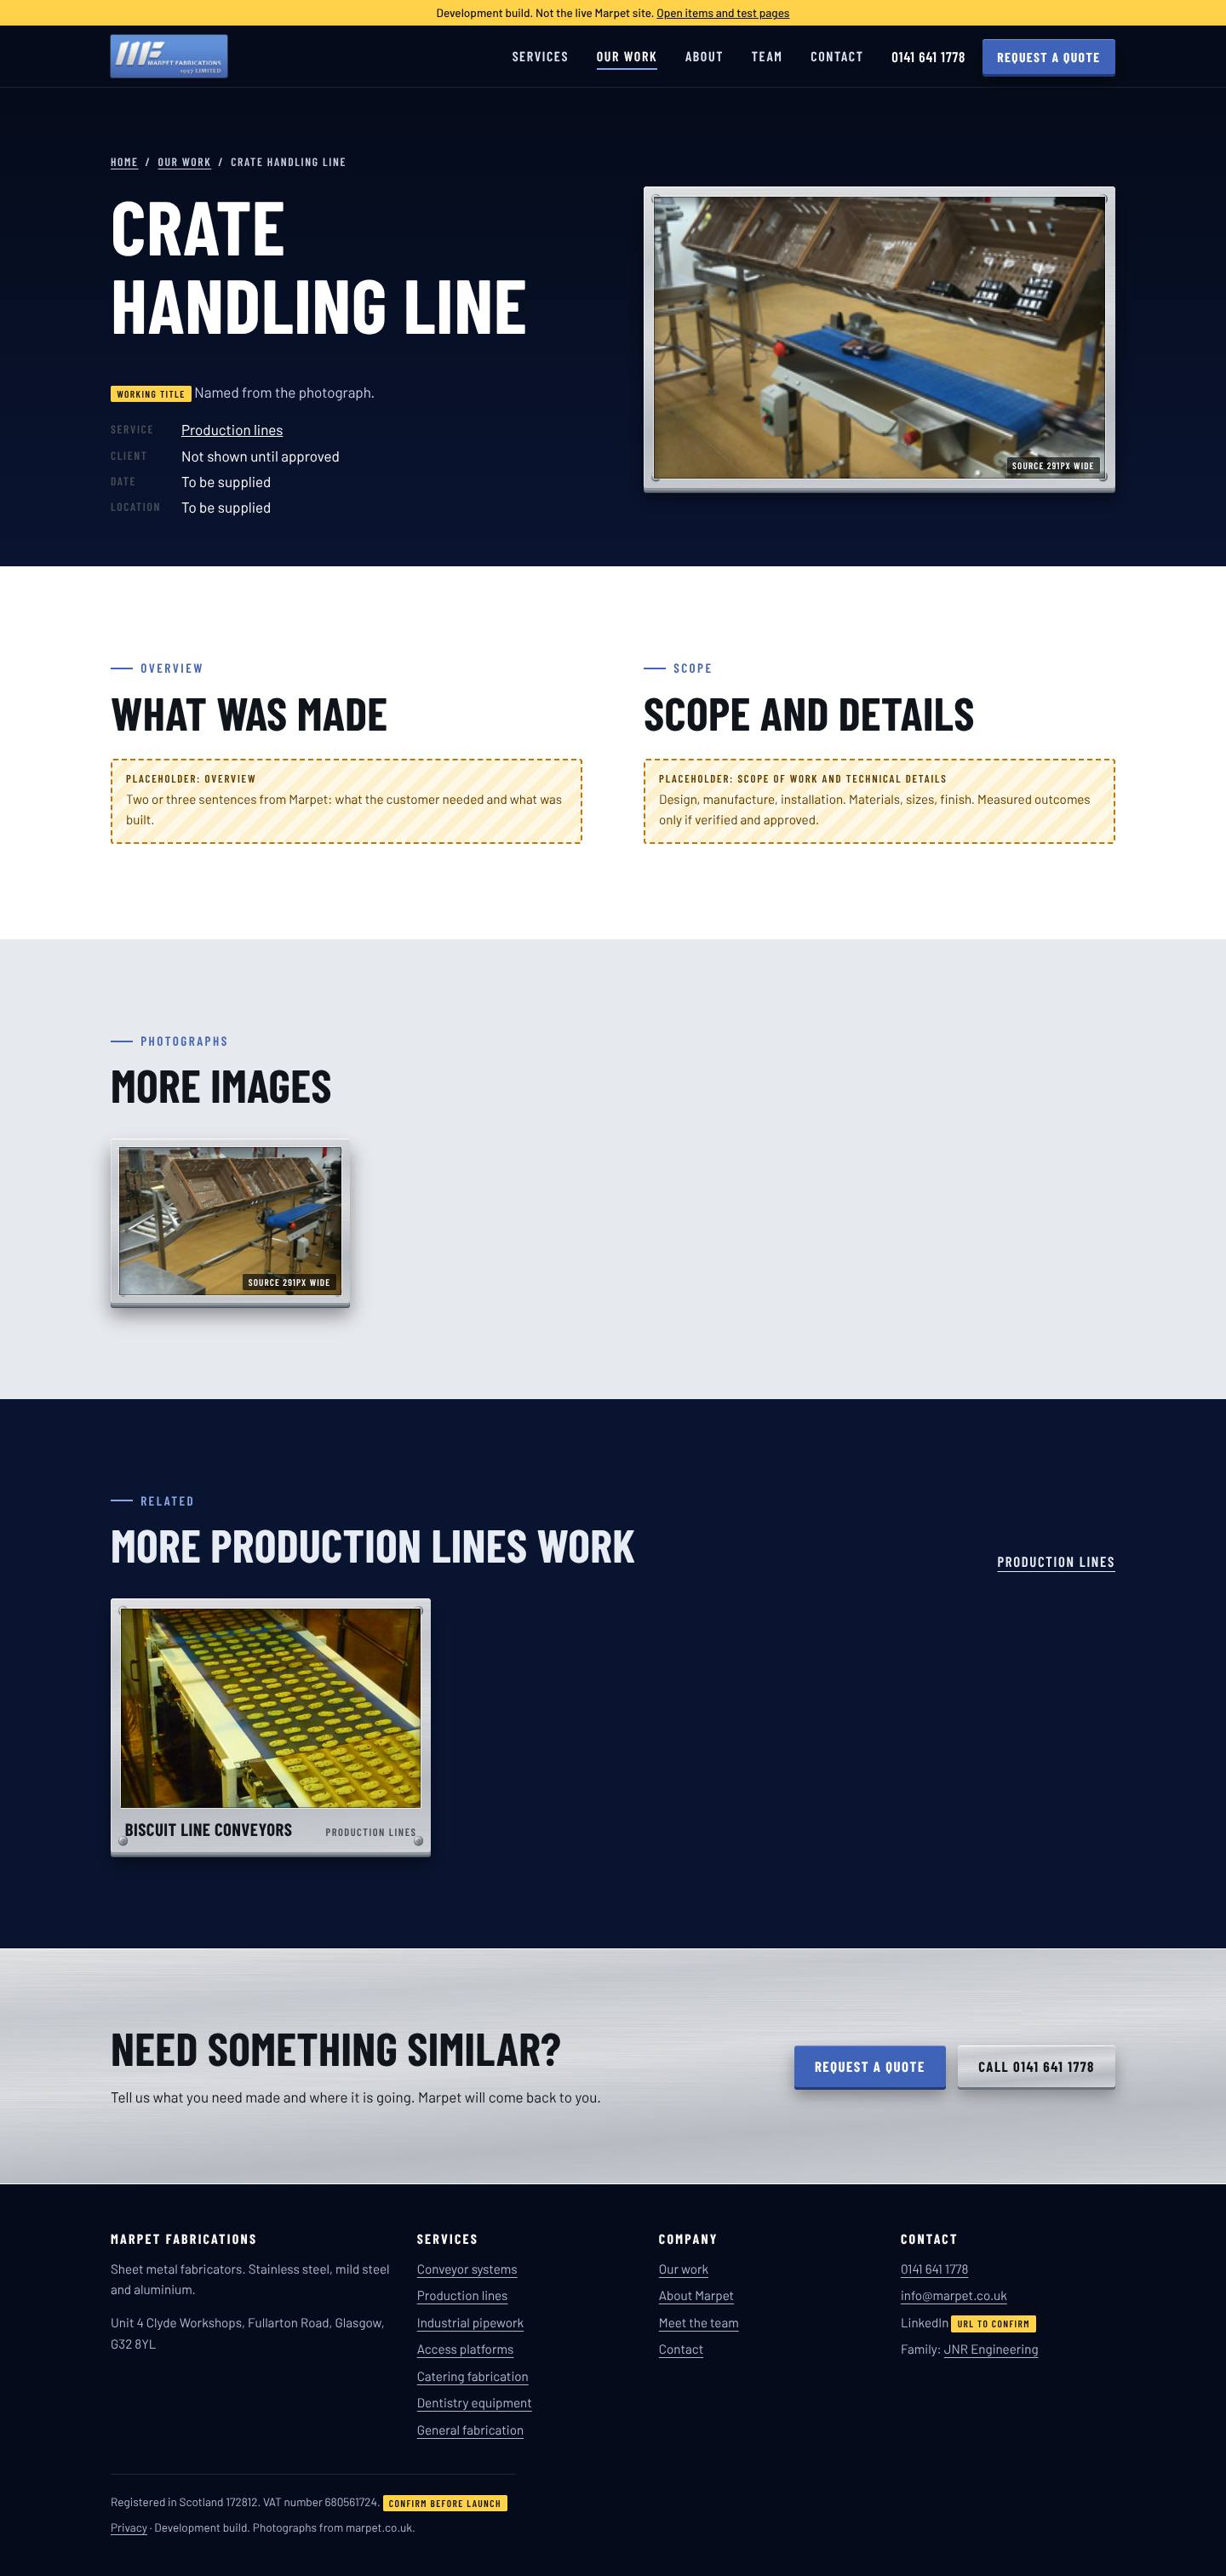 Development build. Not the live Marpet site. Open items and test pages
MF
MARPET FABRICATIONS
1997 LIMITED
SERVICES
OUR WORK
ABOUT
TEAM
CONTACT
0141 641 1778
REQUEST A QUOTE
HOME / OUR WORK / CRATE HANDLING LINE
CRATE
HANDLING LINE
WORKING TITLE Named from the photograph.
SERVICE Production lines
CLIENT Not shown until approved
DATE To be supplied
LOCATION To be supplied
SOURCE 291PX WIDE
OVERVIEW
WHAT WAS MADE
PLACEHOLDER: OVERVIEW
Two or three sentences from Marpet: what the customer needed and what was
built.
SCOPE
SCOPE AND DETAILS
PLACEHOLDER: SCOPE OF WORK AND TECHNICAL DETAILS
Design, manufacture, installation. Materials, sizes, finish. Measured outcomes
only if verified and approved.
PHOTOGRAPHS
MORE IMAGES
SOURCE 291PX WIDE
RELATED
MORE PRODUCTION LINES WORK
PRODUCTION LINES
BISCUIT LINE CONVEYORS
PRODUCTION LINES
NEED SOMETHING SIMILAR?
Tell us what you need made and where it is going. Marpet will come back to you.
REQUEST A QUOTE
CALL 0141 641 1778
MARPET FABRICATIONS
Sheet metal fabricators. Stainless steel, mild steel
and aluminium.
Unit 4 Clyde Workshops, Fullarton Road, Glasgow,
G32 8YL
SERVICES
Conveyor systems
Production lines
Industrial pipework
Access platforms
Catering fabrication
Dentistry equipment
General fabrication
COMPANY
Our work
About Marpet
Meet the team
Contact
CONTACT
0141 641 1778
info@marpet.co.uk
LinkedIn URL TO CONFIRM
Family: JNR Engineering
Registered in Scotland 172812. VAT number 680561724. CONFIRM BEFORE LAUNCH
Privacy · Development build. Photographs from marpet.co.uk.